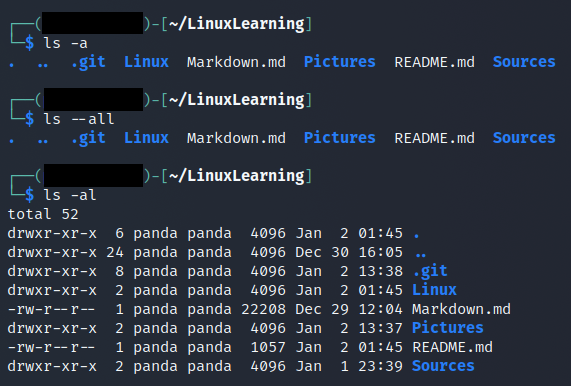 ┌──( )-[~/LinuxLearning]
└─$ ls -a
. .. .git Linux Markdown.md Pictures README.md Sources
┌──( )-[~/LinuxLearning]
└─$ ls --all
. .. .git Linux Markdown.md Pictures README.md Sources
┌──( )-[~/LinuxLearning]
└─$ ls -al
total 52
drwxr-xr-x 6 panda panda 4096 Jan 2 01:45 .
drwxr-xr-x 24 panda panda 4096 Dec 30 16:05 ..
drwxr-xr-x 8 panda panda 4096 Jan 2 13:38 .git
drwxr-xr-x 2 panda panda 4096 Jan 2 01:45 Linux
-rw-r--r-- 1 panda panda 22208 Dec 29 12:04 Markdown.md
drwxr-xr-x 2 panda panda 4096 Jan 2 13:37 Pictures
-rw-r--r-- 1 panda panda 1057 Jan 2 01:45 README.md
drwxr-xr-x 2 panda panda 4096 Jan 1 23:39 Sources